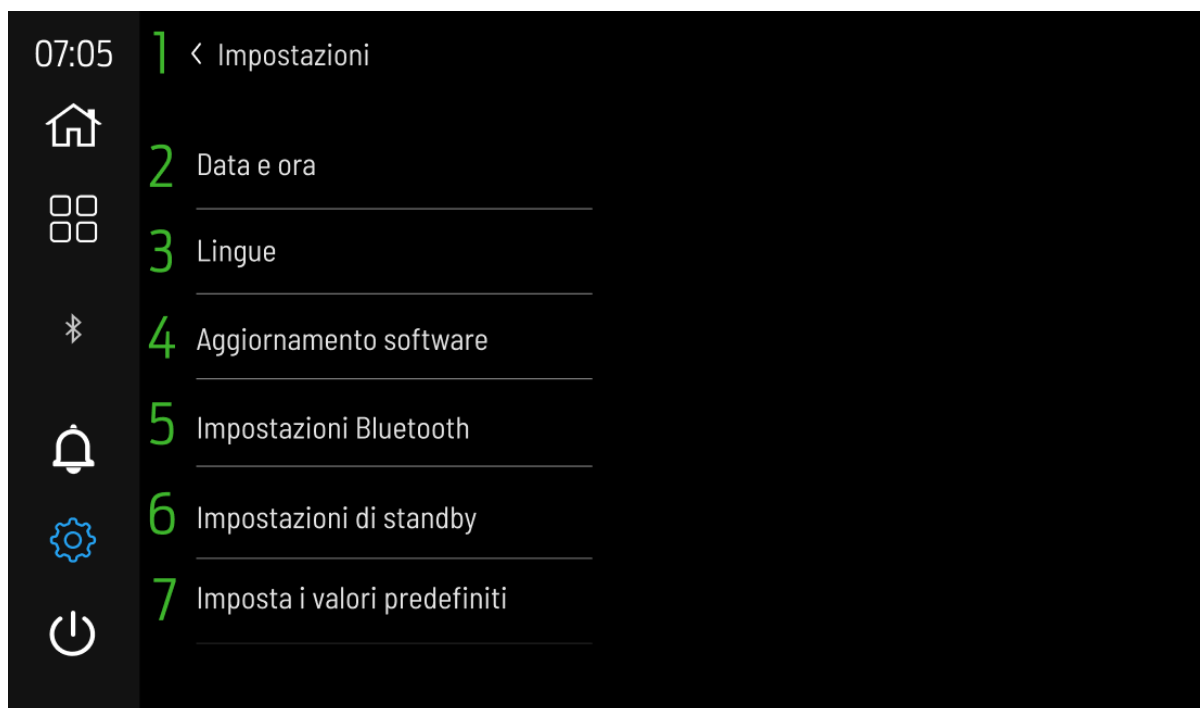 07:05
1 < Impostazioni
2 Data e ora
3 Lingue
4 Aggiornamento software
5 Impostazioni Bluetooth
6 Impostazioni di standby
7 Imposta i valori predefiniti